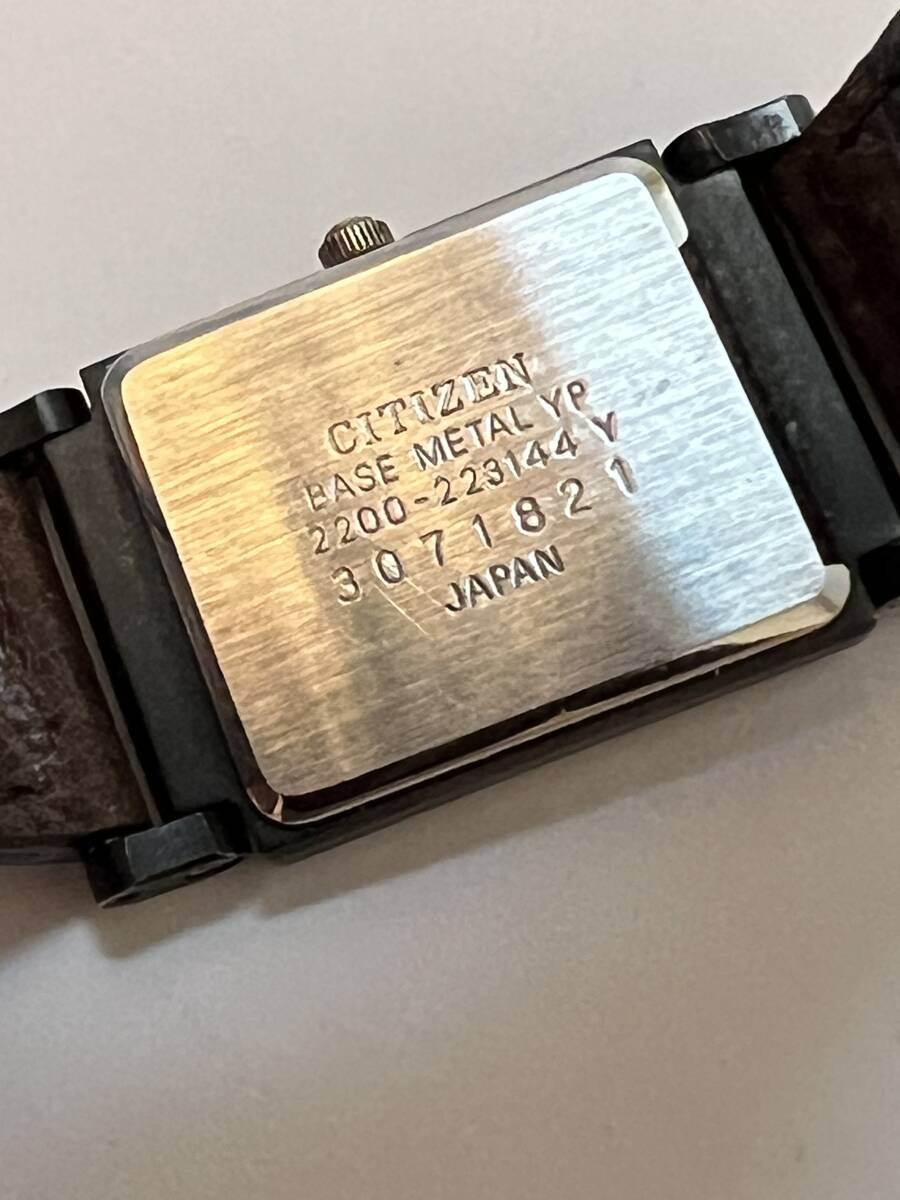 CITIZEN
BASE METAL YP
2200-223144 Y
3071821
JAPAN